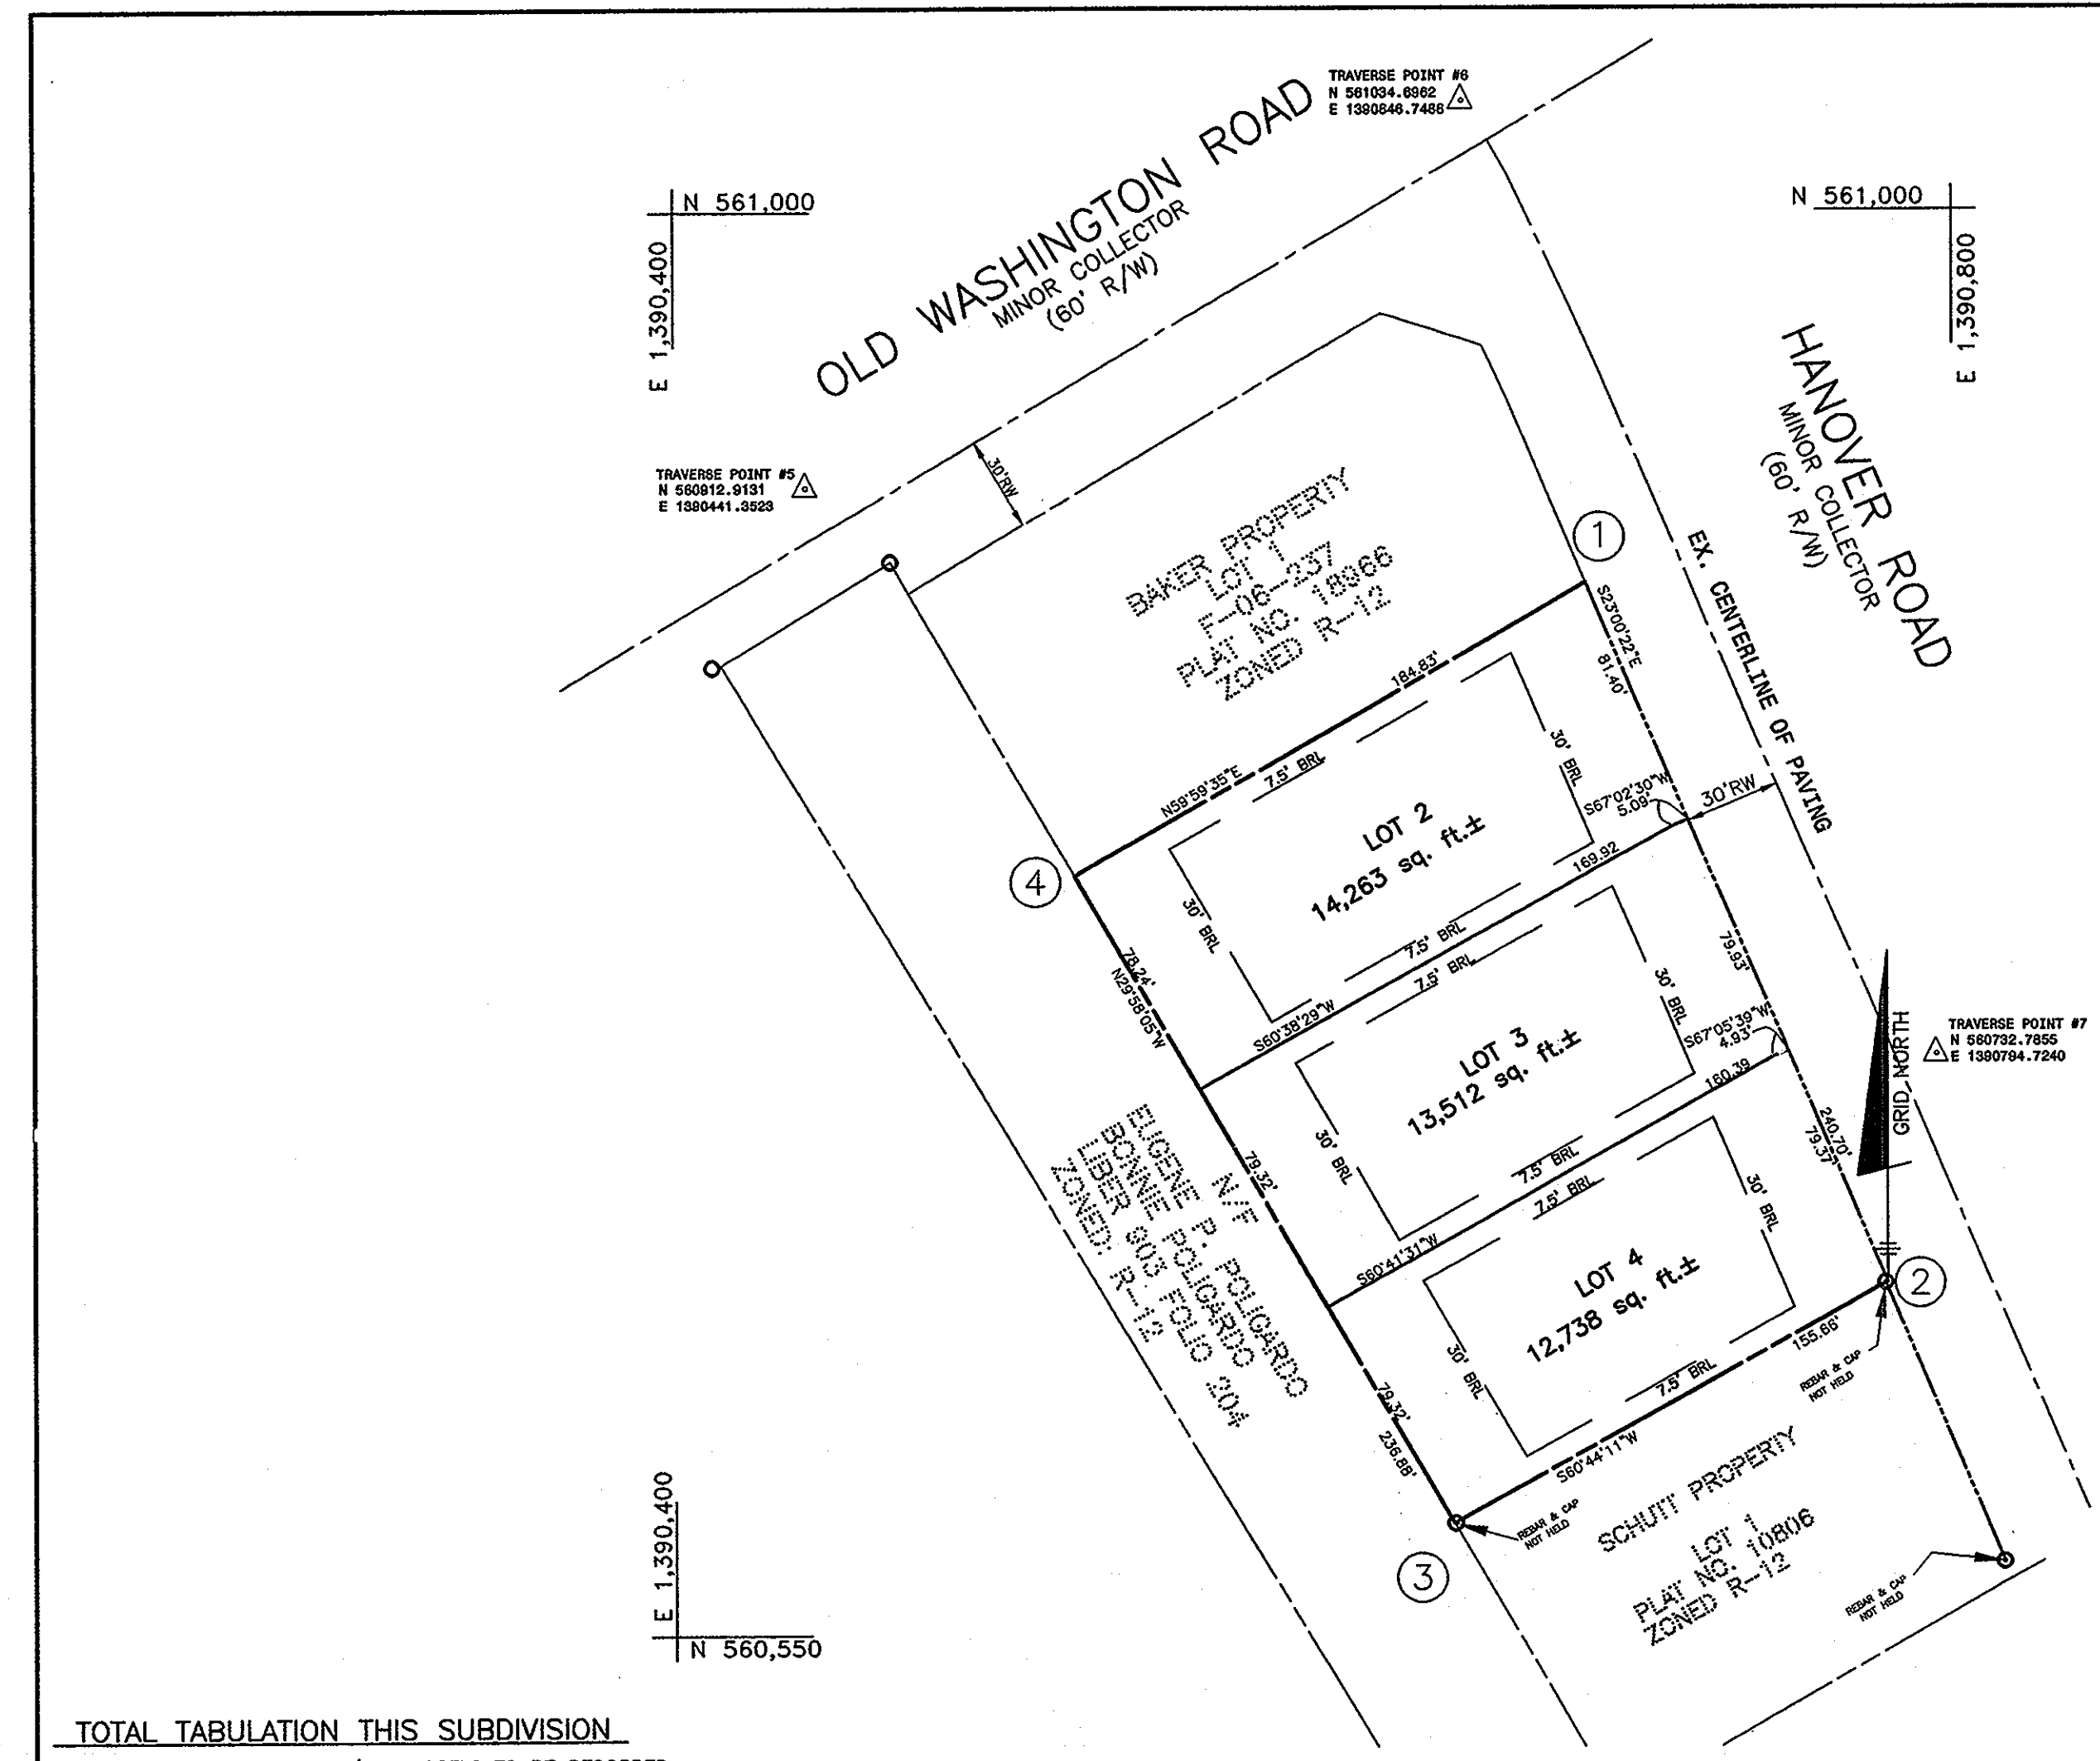 TRAVERSE POINT #6
N 561034.6962
E 1390846.7488
OLD WASHINGTON ROAD
MINOR COLLECTOR
(60' R/W)
N 561,000
E 1,390,400
N 561,000
E 1,390,800
HANOVER ROAD
MINOR COLLECTOR
(60' R/W)
TRAVERSE POINT #5
N 560912.9131
E 1390441.3523
30'RW
BAKER PROPERTY
LOT 1
F-06-237
PLAT NO. 18966
ZONED R-12
1
EX. CENTERLINE OF PAVING
S23°00'22"E
81.40'
184.83'
N59°59'35"E
7.5' BRL
30' BRL
LOT 2
14,263 sq. ft.±
30' BRL
S67°02'30"W
5.09'
30'RW
4
169.92
7.5' BRL
S60°38'29"W
78.24'
N29°58'05"W
79.93'
7.5' BRL
30' BRL
LOT 3
13,512 sq. ft.±
30' BRL
S67°05'39"W
4.93'
160.39
7.5' BRL
S60°41'31"W
79.32'
GRID NORTH
TRAVERSE POINT #7
N 560732.7855
E 1390794.7240
240.70'
79.37'
7.5' BRL
30' BRL
LOT 4
12,738 sq. ft.±
30' BRL
7.5' BRL
N/F
EUGENE P. POLIGARDO
BONNIE POLIGARDO
LIBER 803 FOLIO 204
ZONED: R-12
2
155.66'
S60°44'11"W
REBAR & CAP
NOT HELD
79.32'
236.88'
3
REBAR & CAP
NOT HELD
SCHUTT PROPERTY
LOT 1
PLAT NO. 10806
ZONED R-12
REBAR & CAP
NOT HELD
E 1,390,400
N 560,550
TOTAL TABULATION THIS SUBDIVISION